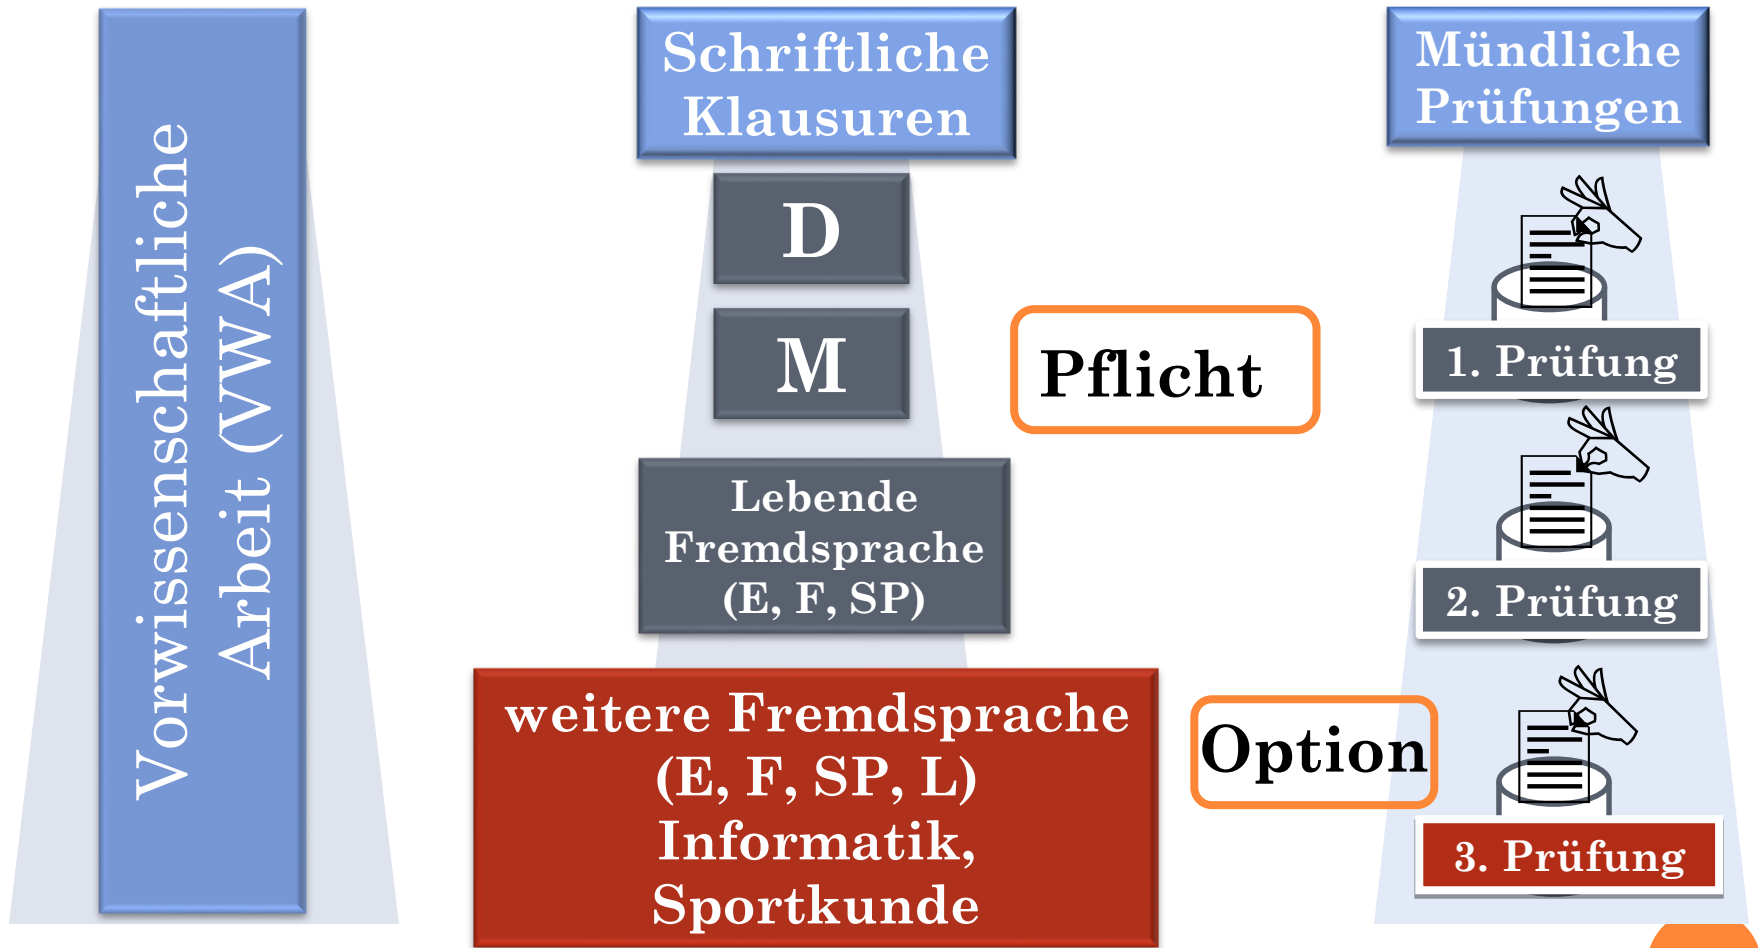 Vorwissenschaftliche
Arbeit (VWA)
Schriftliche
Klausuren
D
M
Lebende
Fremdsprache
(E, F, SP)
weitere Fremdsprache
(E, F, SP, L)
Informatik,
Sportkunde
Pflicht
Option
Mündliche
Prüfungen
1. Prüfung
2. Prüfung
3. Prüfung